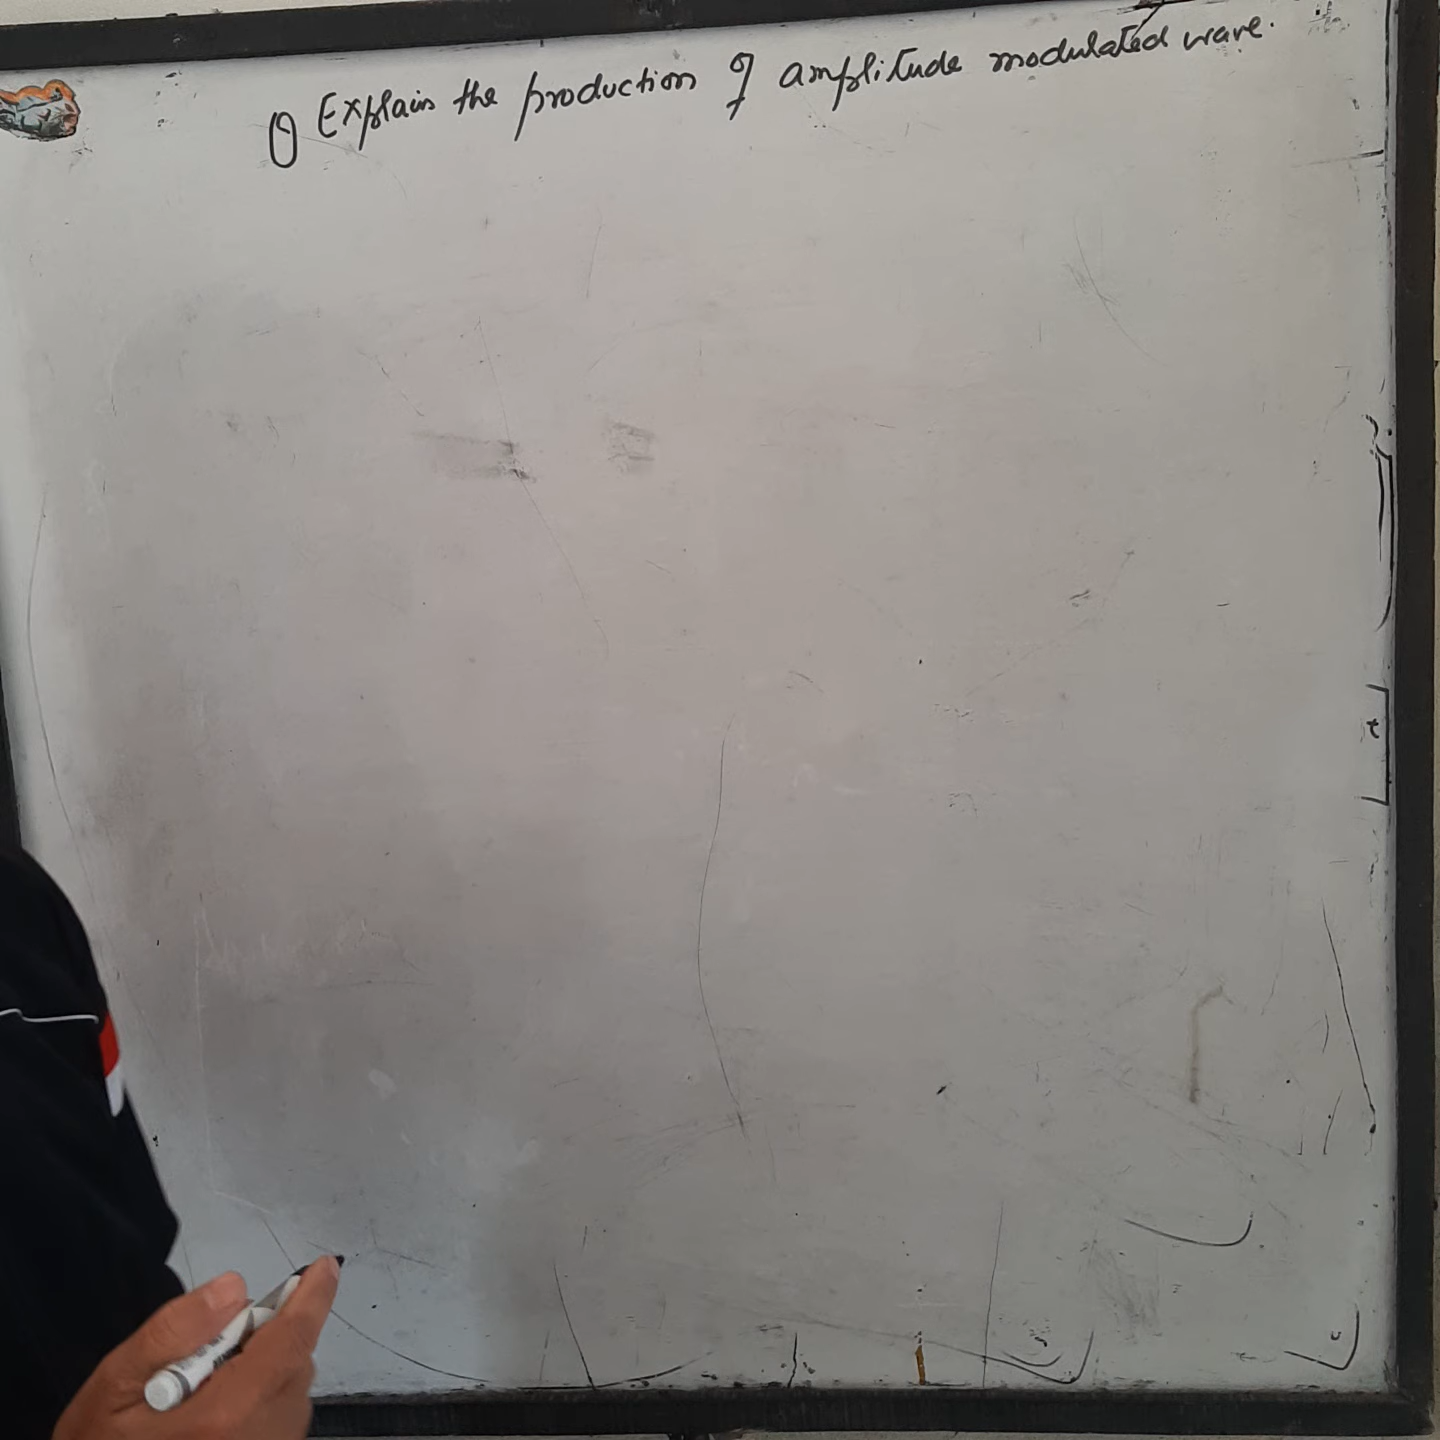 Q Explain the production of amplitude modulated wave.
t